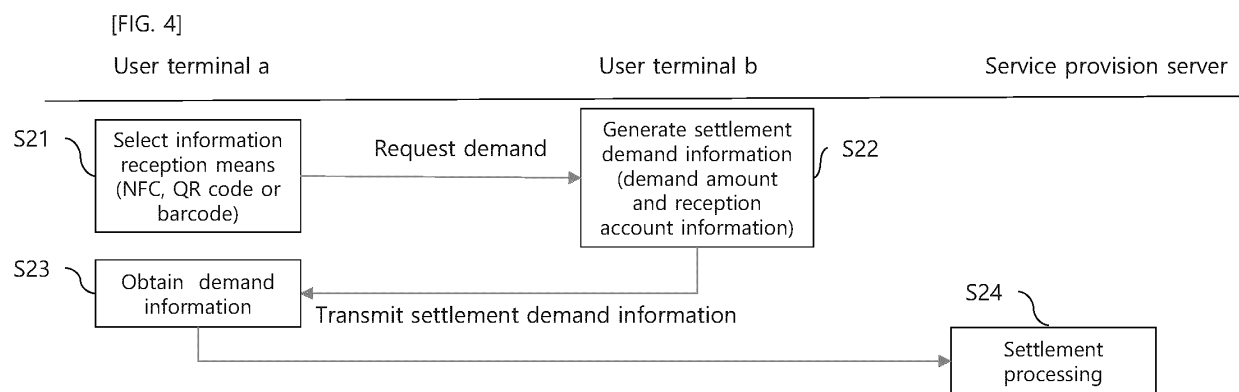 [FIG. 4]
User terminal a
User terminal b
Service provision server
S21
Select information
reception means
(NFC, QR code or
barcode)
Request demand
Generate settlement
demand information
(demand amount
and reception
account information)
S22
S23
Obtain demand
information
Transmit settlement demand information
S24
Settlement
processing